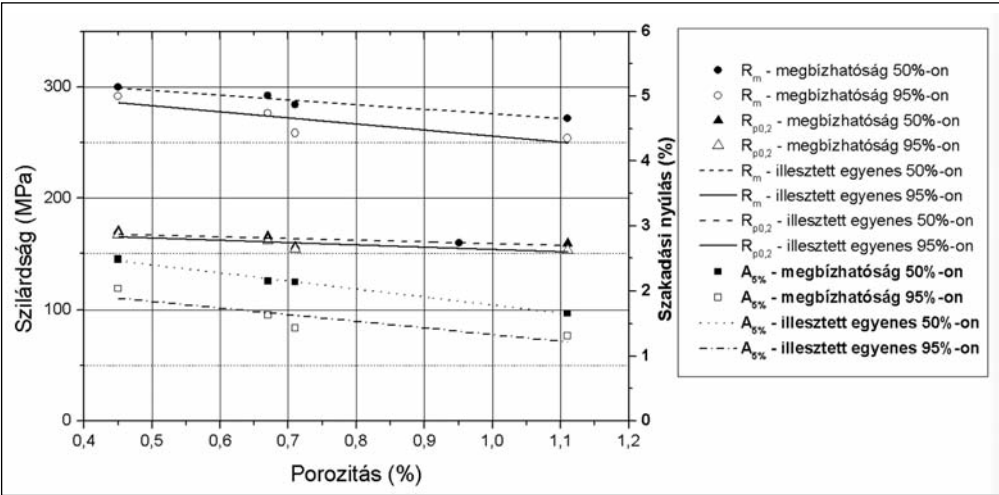 Szilárdság (MPa)
300
200
100
0
0,4 0,5 0,6 0,7 0,8 0,9 1,0 1,1 1,2
Porozitás (%)
6
5
4
3
2
1
0
Szakadási nyúlás (%)
Rm - megbízhatóság 50%-on
Rm - megbízhatóság 95%-on
Rp0,2 - megbízhatóság 50%-on
Rp0,2 - megbízhatóság 95%-on
Rm - illesztett egyenes 50%-on
Rm - illesztett egyenes 95%-on
Rp0,2 - illesztett egyenes 50%-on
Rp0,2 - illesztett egyenes 95%-on
A5% - megbízhatóság 50%-on
A5% - megbízhatóság 95%-on
A5% - illesztett egyenes 50%-on
A5% - illesztett egyenes 95%-on